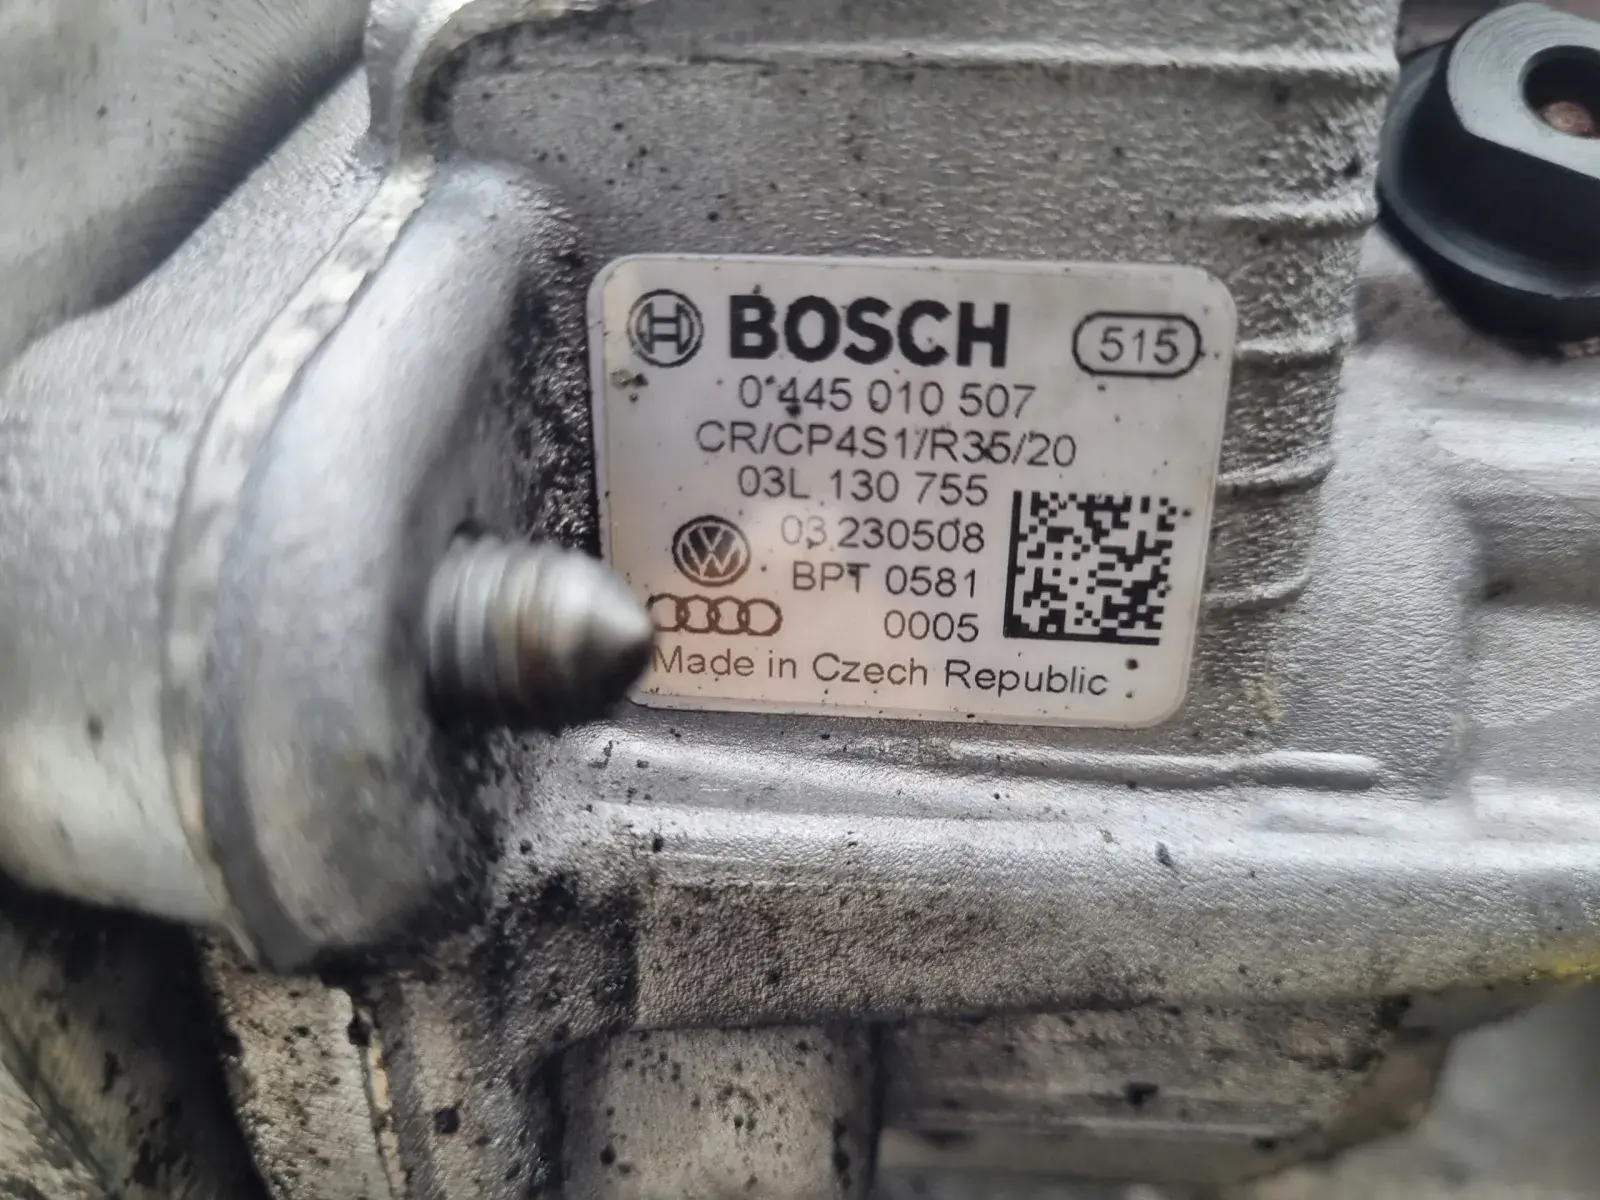 BOSCH 515
0 445 010 507
CR/CP4S1/R35/20
03L 130 755
03 230508
BPT 0581
0005
Made in Czech Republic